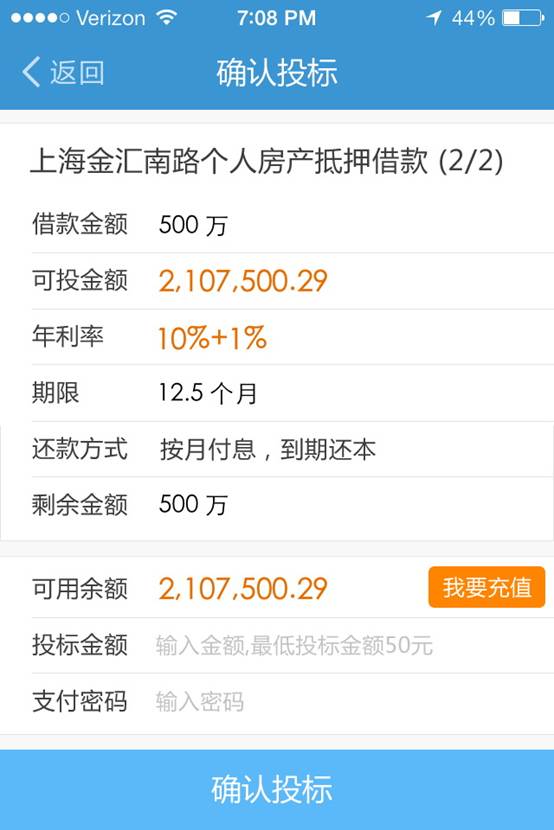 Verizon 7:08 PM 44%
返回 确认投标
上海金汇南路个人房产抵押借款 (2/2)
借款金额 500 万
可投金额 2,107,500.29
年利率 10%+1%
期限 12.5 个月
还款方式 按月付息，到期还本
剩余金额 500 万
可用余额 2,107,500.29 我要充值
投标金额 输入金额,最低投标金额50元
支付密码 输入密码
确认投标